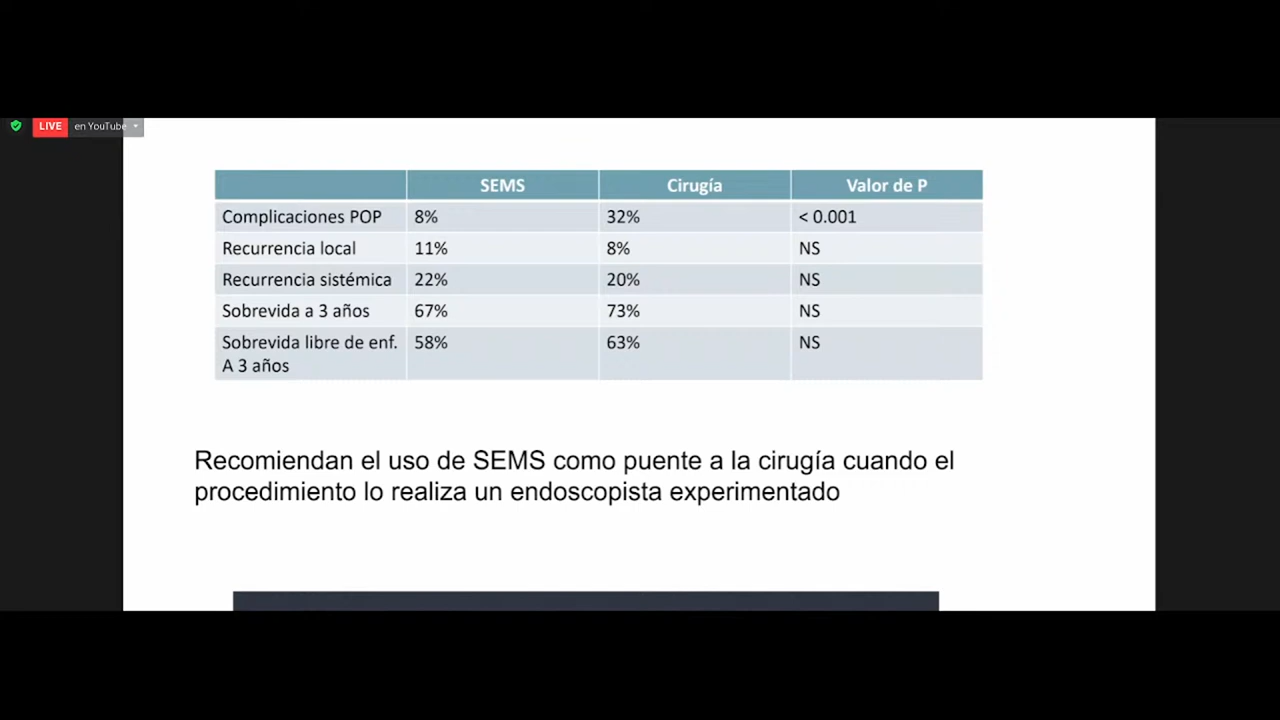 LIVE en YouTube
SEMS Cirugía Valor de P
Complicaciones POP 8% 32% < 0.001
Recurrencia local 11% 8% NS
Recurrencia sistémica 22% 20% NS
Sobrevida a 3 años 67% 73% NS
Sobrevida libre de enf. 58% 63% NS
A 3 años
Recomiendan el uso de SEMS como puente a la cirugía cuando el
procedimiento lo realiza un endoscopista experimentado